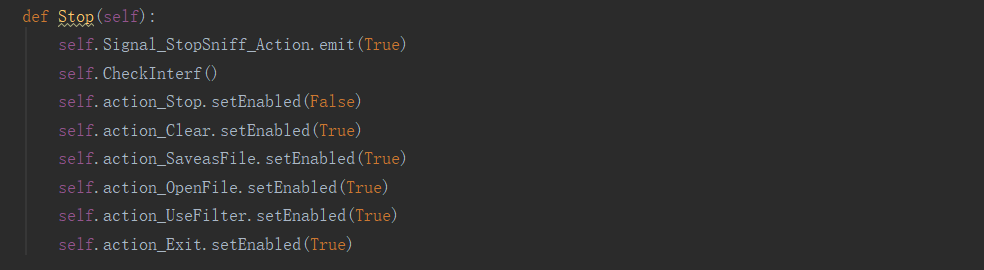 def Stop(self):
    self.Signal_StopSniff_Action.emit(True)
    self.CheckInterf()
    self.action_Stop.setEnabled(False)
    self.action_Clear.setEnabled(True)
    self.action_SaveasFile.setEnabled(True)
    self.action_OpenFile.setEnabled(True)
    self.action_UseFilter.setEnabled(True)
    self.action_Exit.setEnabled(True)